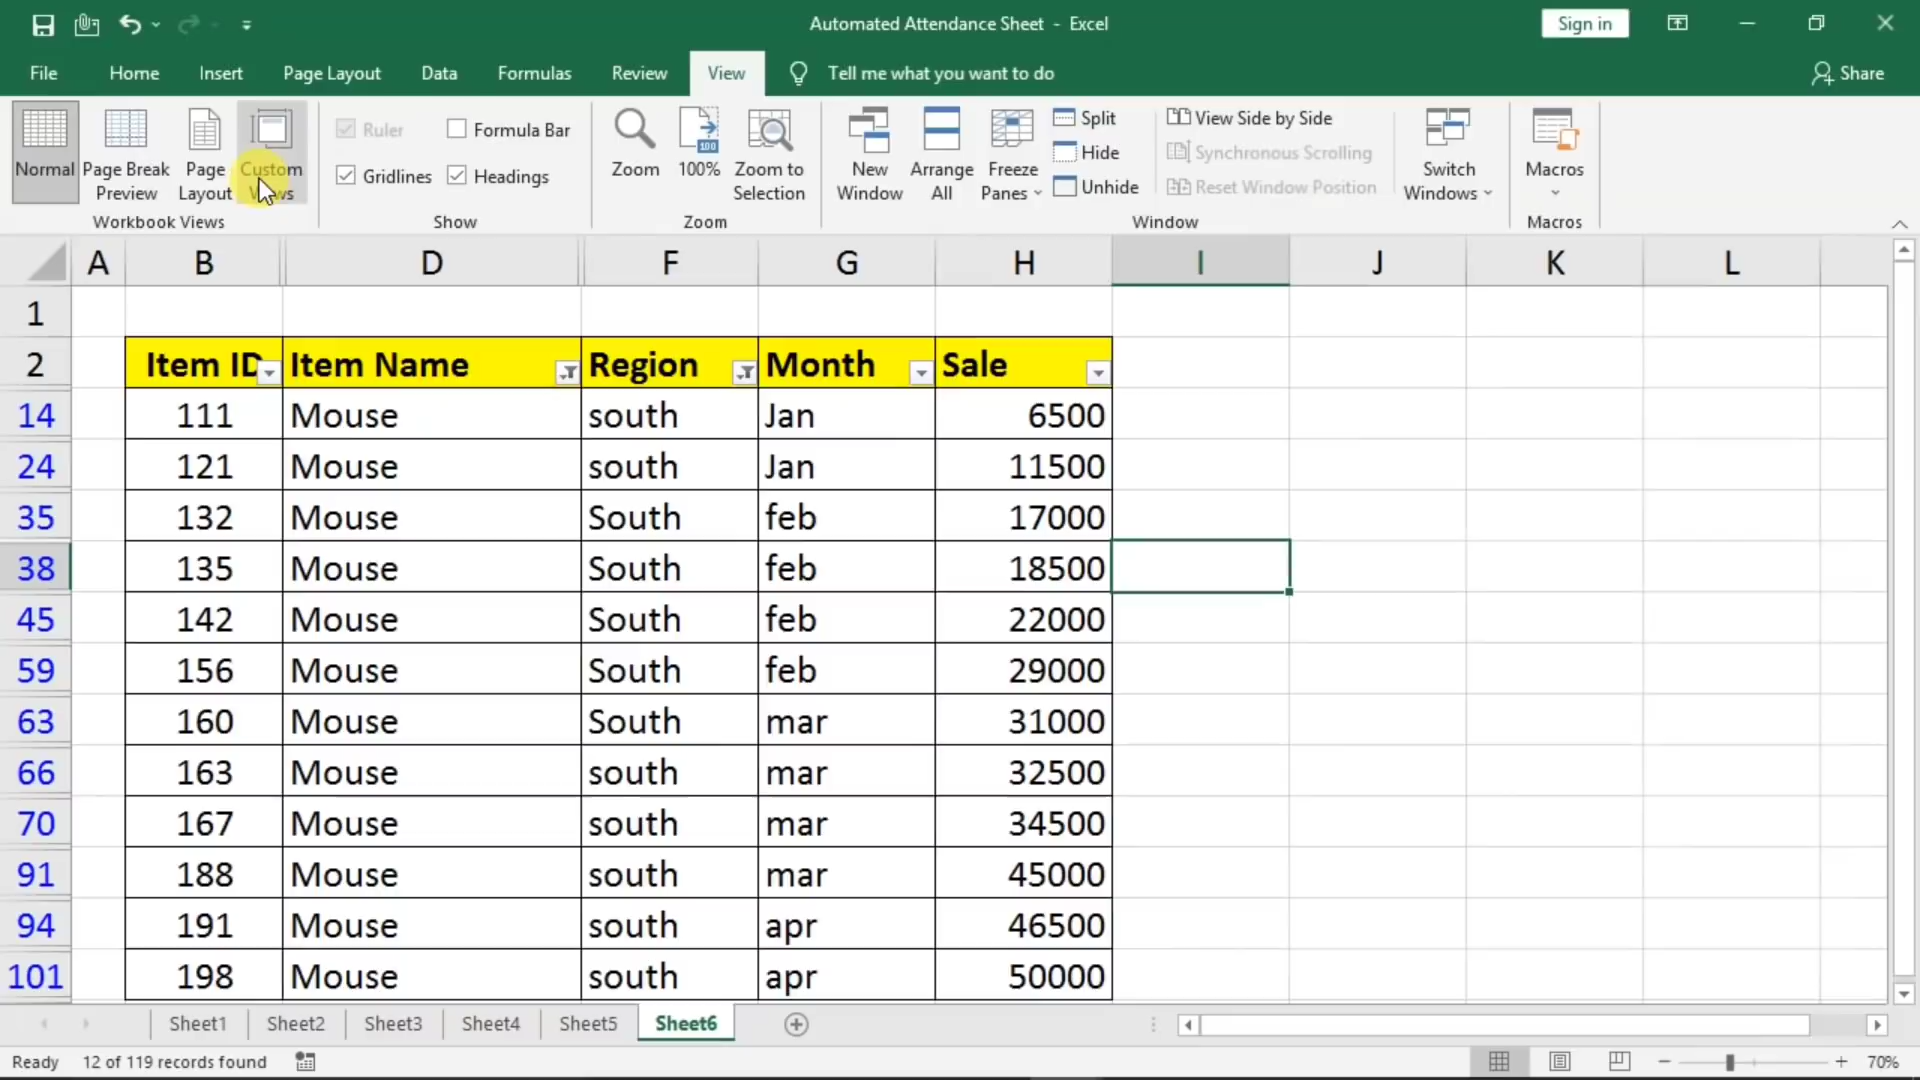 Automated Attendance Sheet - Excel
Sign in
File Home Insert Page Layout Data Formulas Review View Tell me what you want to do Share
Normal Page Break Preview Page Layout Custom Views
Workbook Views
Ruler Formula Bar
Gridlines Headings
Show
Zoom 100% Zoom to Selection
Zoom
New Window Arrange All Freeze Panes
Split
Hide
Unhide
View Side by Side
Synchronous Scrolling
Reset Window Position
Switch Windows
Window
Macros
Macros
A B D F G H I J K L
1
2 Item ID Item Name Region Month Sale
14 111 Mouse south Jan 6500
24 121 Mouse south Jan 11500
35 132 Mouse South feb 17000
38 135 Mouse South feb 18500
45 142 Mouse South feb 22000
59 156 Mouse South feb 29000
63 160 Mouse South mar 31000
66 163 Mouse south mar 32500
70 167 Mouse south mar 34500
91 188 Mouse south mar 45000
94 191 Mouse south apr 46500
101 198 Mouse south apr 50000
Sheet1 Sheet2 Sheet3 Sheet4 Sheet5 Sheet6
Ready 12 of 119 records found 70%